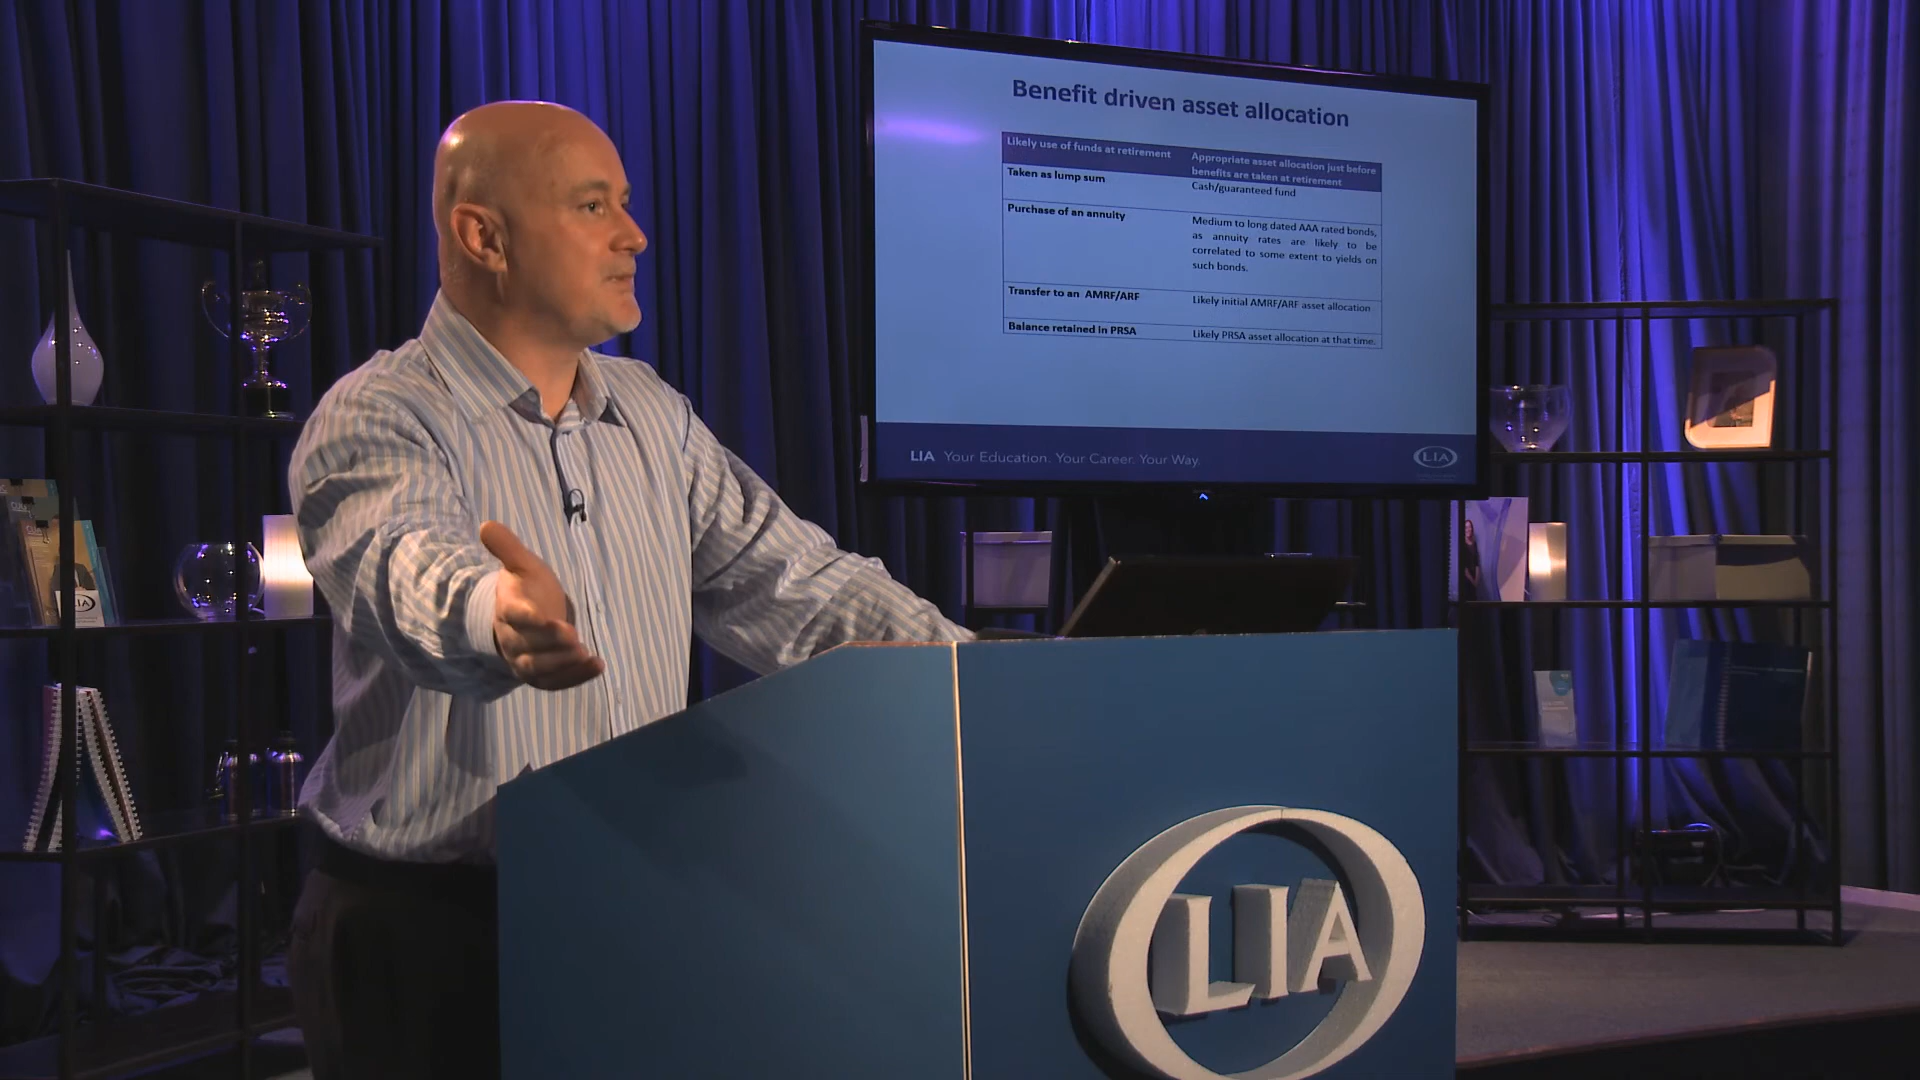 Benefit driven asset allocation
Likely use of funds at retirement
Appropriate asset allocation just before
benefits are taken at retirement
Taken as lump sum
Cash/guaranteed fund
Purchase of an annuity
Medium to long dated AAA rated bonds,
as annuity rates are likely to be
correlated to some extent to yields on
such bonds.
Transfer to an AMRF/ARF
Likely initial AMRF/ARF asset allocation
Balance retained in PRSA
Likely PRSA asset allocation at that time.
LIA Your Education. Your Career. Your Way.
LIA
LIA
LIA